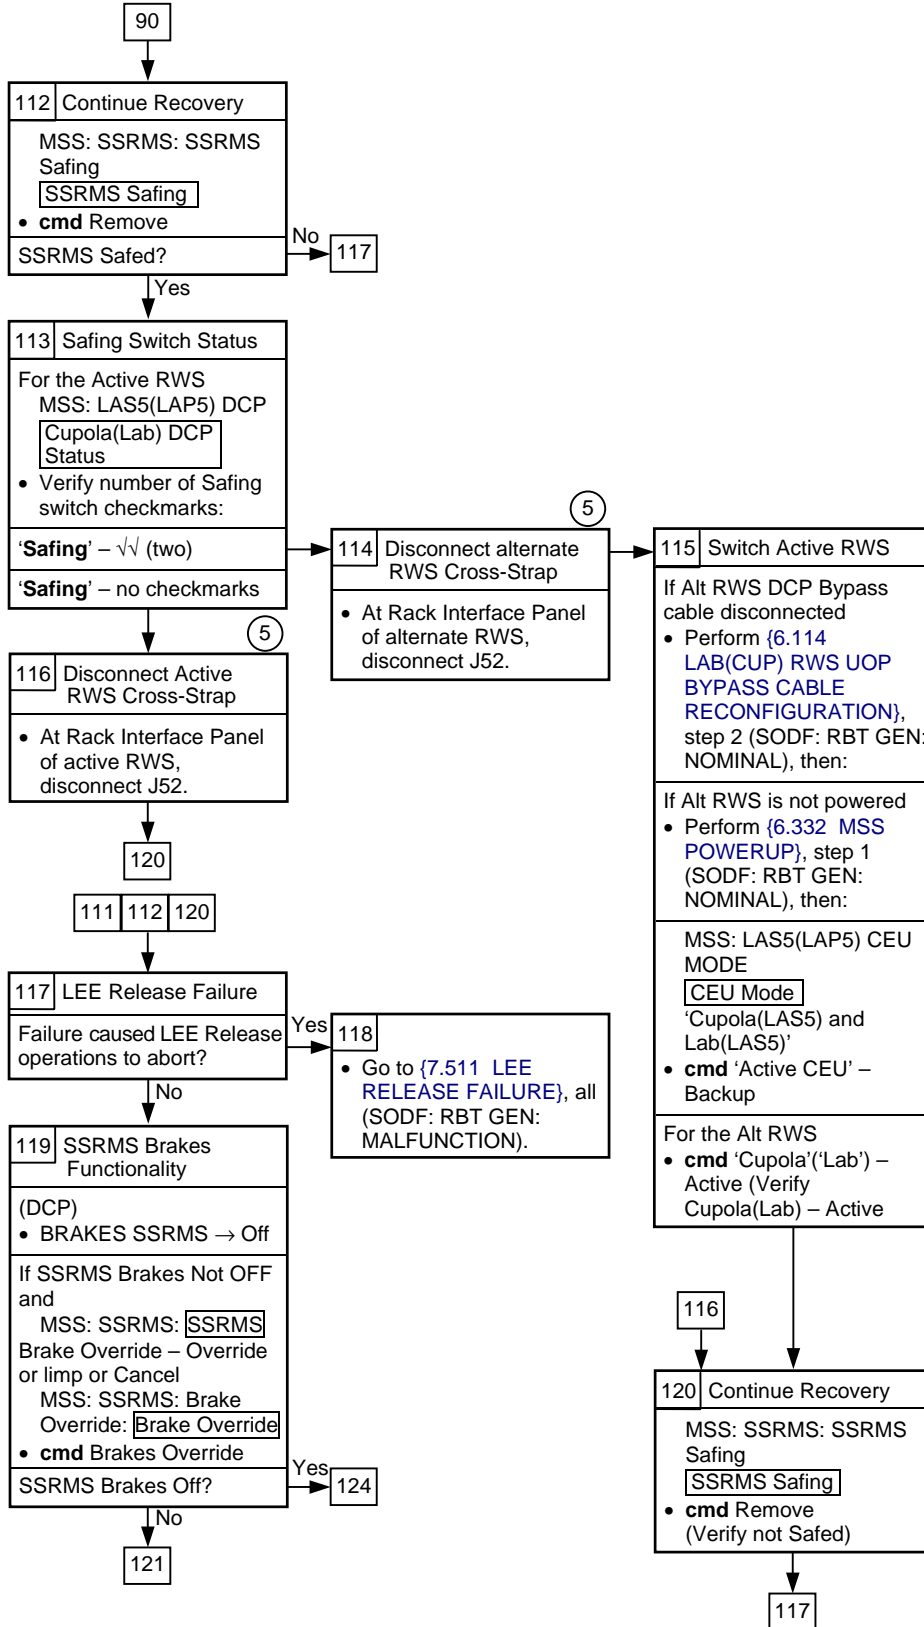 90
112 Continue Recovery
MSS: SSRMS: SSRMS
Safing
SSRMS Safing
• cmd Remove
SSRMS Safed?
No
117
Yes
113 Safing Switch Status
For the Active RWS
MSS: LAS5(LAP5) DCP
Cupola(Lab) DCP
Status
• Verify number of Safing
switch checkmarks:
‘Safing’ – √√ (two)
‘Safing’ – no checkmarks
5
116 Disconnect Active
RWS Cross-Strap
• At Rack Interface Panel
of active RWS,
disconnect J52.
120
5
114 Disconnect alternate
RWS Cross-Strap
• At Rack Interface Panel
of alternate RWS,
disconnect J52.
115 Switch Active RWS
If Alt RWS DCP Bypass
cable disconnected
• Perform {6.114
LAB(CUP) RWS UOP
BYPASS CABLE
RECONFIGURATION},
step 2 (SODF: RBT GEN:
NOMINAL), then:
If Alt RWS is not powered
• Perform {6.332 MSS
POWERUP}, step 1
(SODF: RBT GEN:
NOMINAL), then:
MSS: LAS5(LAP5) CEU
MODE
CEU Mode
‘Cupola(LAS5) and
Lab(LAS5)’
• cmd ‘Active CEU’ –
Backup
For the Alt RWS
• cmd ‘Cupola’(‘Lab’) –
Active (Verify
Cupola(Lab) – Active
111 112 120
117 LEE Release Failure
Failure caused LEE Release
operations to abort?
Yes
118
• Go to {7.511 LEE
RELEASE FAILURE}, all
(SODF: RBT GEN:
MALFUNCTION).
No
119 SSRMS Brakes
Functionality
(DCP)
• BRAKES SSRMS → Off
If SSRMS Brakes Not OFF
and
MSS: SSRMS: SSRMS
Brake Override – Override
or limp or Cancel
MSS: SSRMS: Brake
Override: Brake Override
• cmd Brakes Override
SSRMS Brakes Off?
Yes
124
No
121
116
120 Continue Recovery
MSS: SSRMS: SSRMS
Safing
SSRMS Safing
• cmd Remove
(Verify not Safed)
117